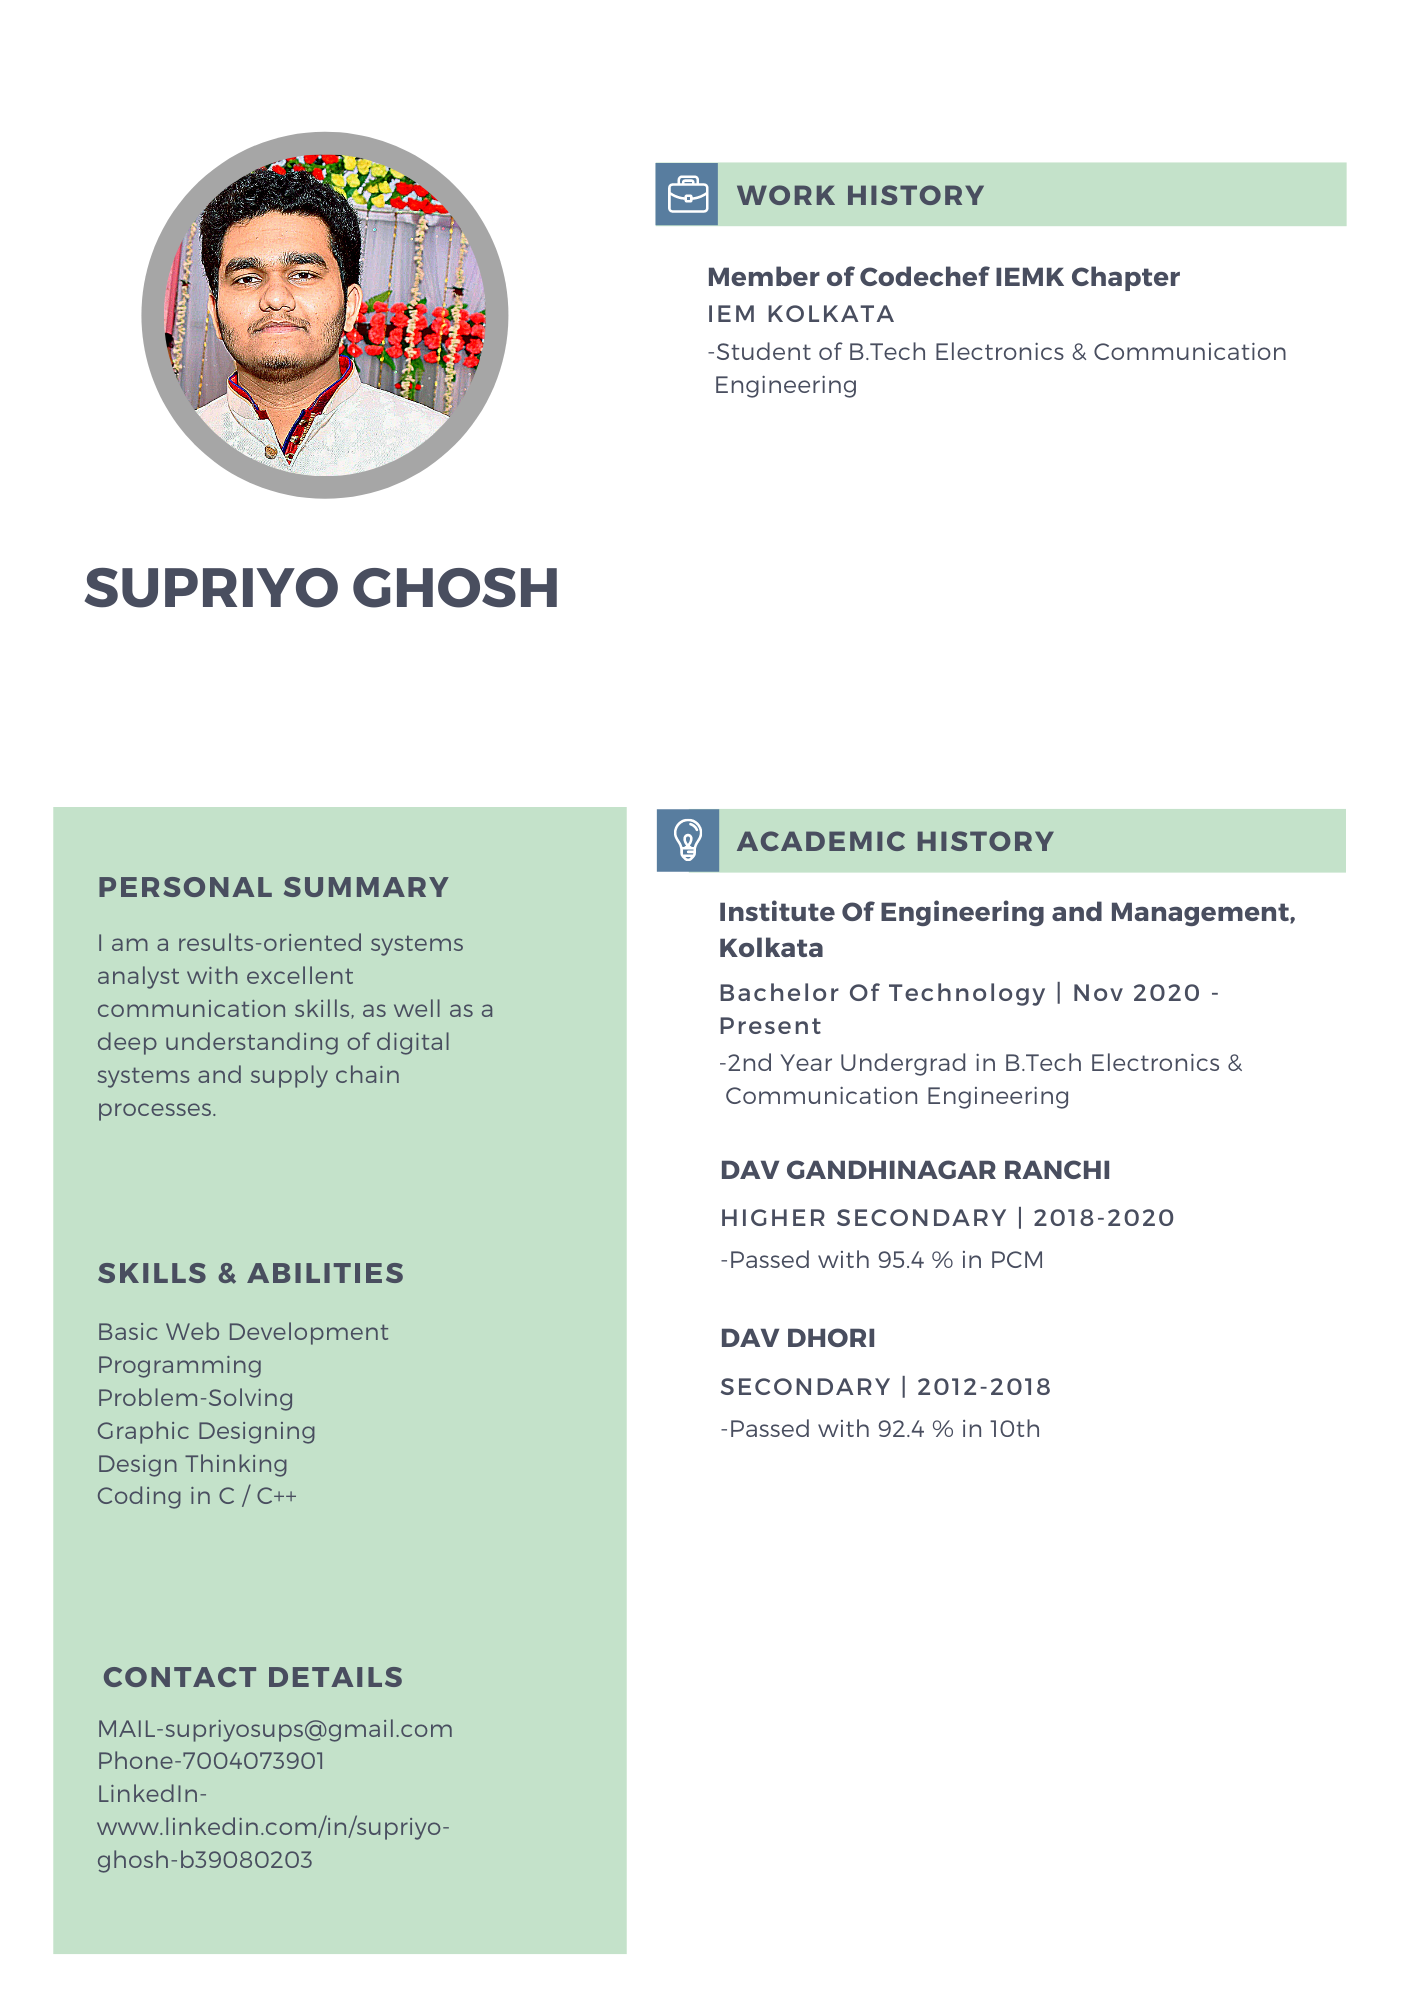 SUPRIYO GHOSH
WORK HISTORY
Member of Codechef IEMK Chapter
IEM KOLKATA
-Student of B.Tech Electronics & Communication
Engineering
PERSONAL SUMMARY
I am a results-oriented systems
analyst with excellent
communication skills, as well as a
deep understanding of digital
systems and supply chain
processes.
SKILLS & ABILITIES
Basic Web Development
Programming
Problem-Solving
Graphic Designing
Design Thinking
Coding in C / C++
CONTACT DETAILS
MAIL-supriyosups@gmail.com
Phone-7004073901
LinkedIn-
www.linkedin.com/in/supriyo-
ghosh-b39080203
ACADEMIC HISTORY
Institute Of Engineering and Management,
Kolkata
Bachelor Of Technology | Nov 2020 -
Present
-2nd Year Undergrad in B.Tech Electronics &
Communication Engineering
DAV GANDHINAGAR RANCHI
HIGHER SECONDARY | 2018-2020
-Passed with 95.4 % in PCM
DAV DHORI
SECONDARY | 2012-2018
-Passed with 92.4 % in 10th